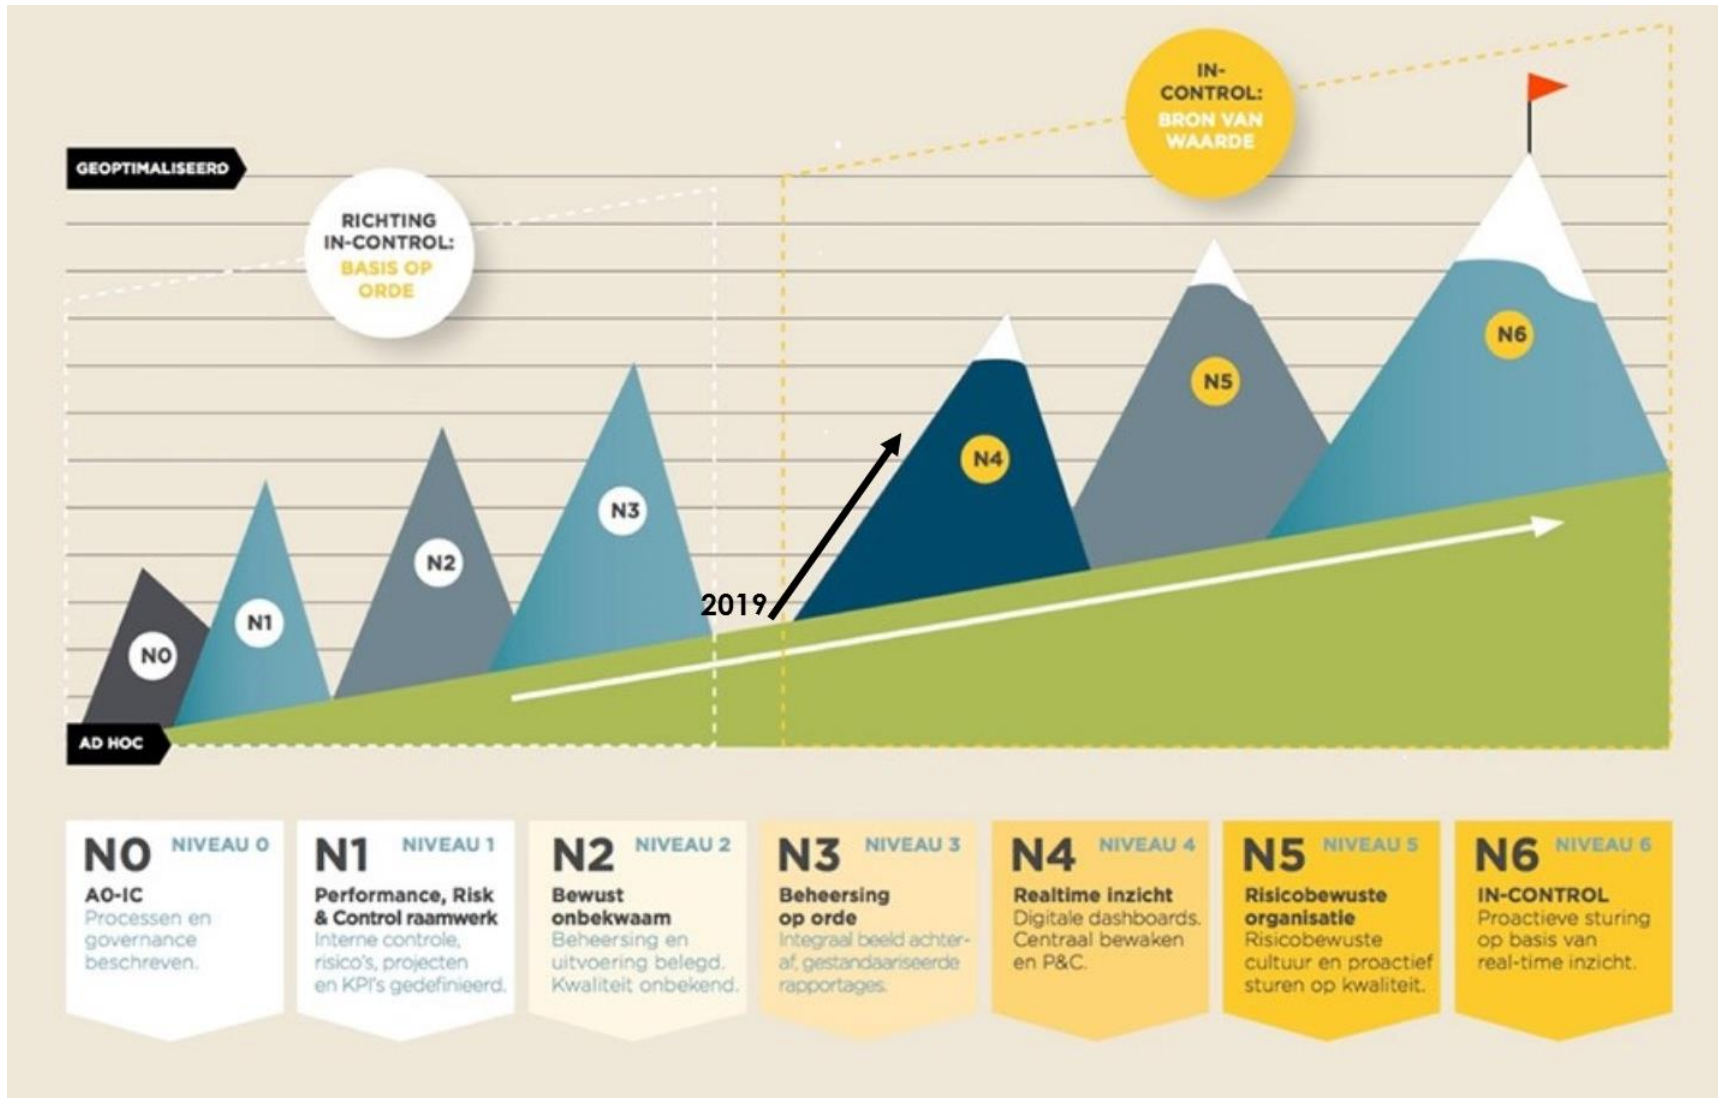 IN-
CONTROL:
BRON VAN
WAARDE
GEOPTIMALISEERD
RICHTING
IN-CONTROL:
BASIS OP
ORDE
N6
N5
N4
N3
N2
2019
N1
N0
AD HOC
N0 NIVEAU 0
AO-IC
Processen en
governance
beschreven.
N1 NIVEAU 1
Performance, Risk
& Control raamwerk
Interne controle,
risico's, projecten
en KPI's gedefinieerd.
N2 NIVEAU 2
Bewust
onbekwaam
Beheersing en
uitvoering belegd.
Kwaliteit onbekend.
N3 NIVEAU 3
Beheersing
op orde
Integraal beeld achter-
af, gestandaariseerde
rapportages.
N4 NIVEAU 4
Realtime inzicht
Digitale dashboards.
Centraal bewaken
en P&C.
N5 NIVEAU 5
Risicobewuste
organisatie
Risicobewuste
cultuur en proactief
sturen op kwaliteit.
N6 NIVEAU 6
IN-CONTROL
Proactieve sturing
op basis van
real-time inzicht.